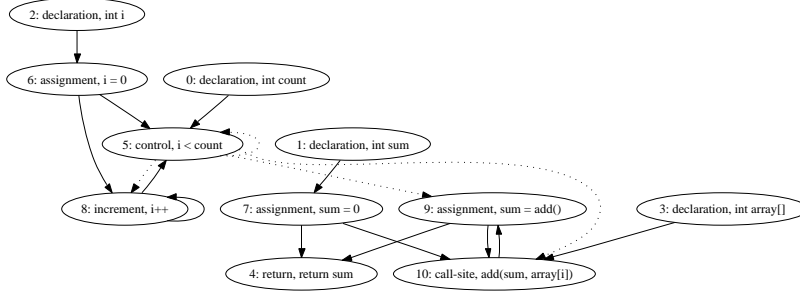 2: declaration, int i
6: assignment, i = 0
0: declaration, int count
5: control, i < count
1: declaration, int sum
8: increment, i++
7: assignment, sum = 0
9: assignment, sum = add()
3: declaration, int array[]
4: return, return sum
10: call-site, add(sum, array[i])